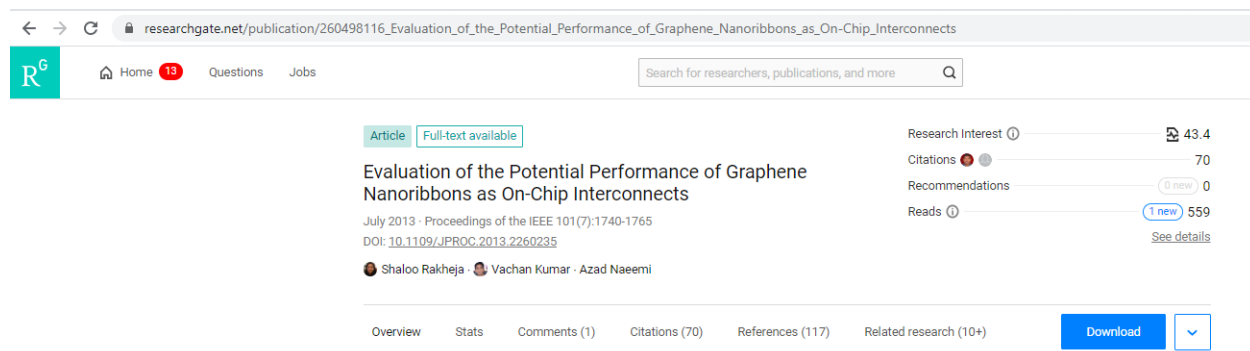 researchgate.net/publication/260498116_Evaluation_of_the_Potential_Performance_of_Graphene_Nanoribbons_as_On-Chip_Interconnects
RG
Home 13 Questions Jobs
Search for researchers, publications, and more
Article Full-text available
Evaluation of the Potential Performance of Graphene
Nanoribbons as On-Chip Interconnects
July 2013 · Proceedings of the IEEE 101(7):1740-1765
DOI: 10.1109/JPROC.2013.2260235
Shaloo Rakheja · Vachan Kumar · Azad Naeemi
Research Interest 43.4
Citations 70
Recommendations 0 new 0
Reads 1 new 559
See details
Overview Stats Comments (1) Citations (70) References (117) Related research (10+) Download